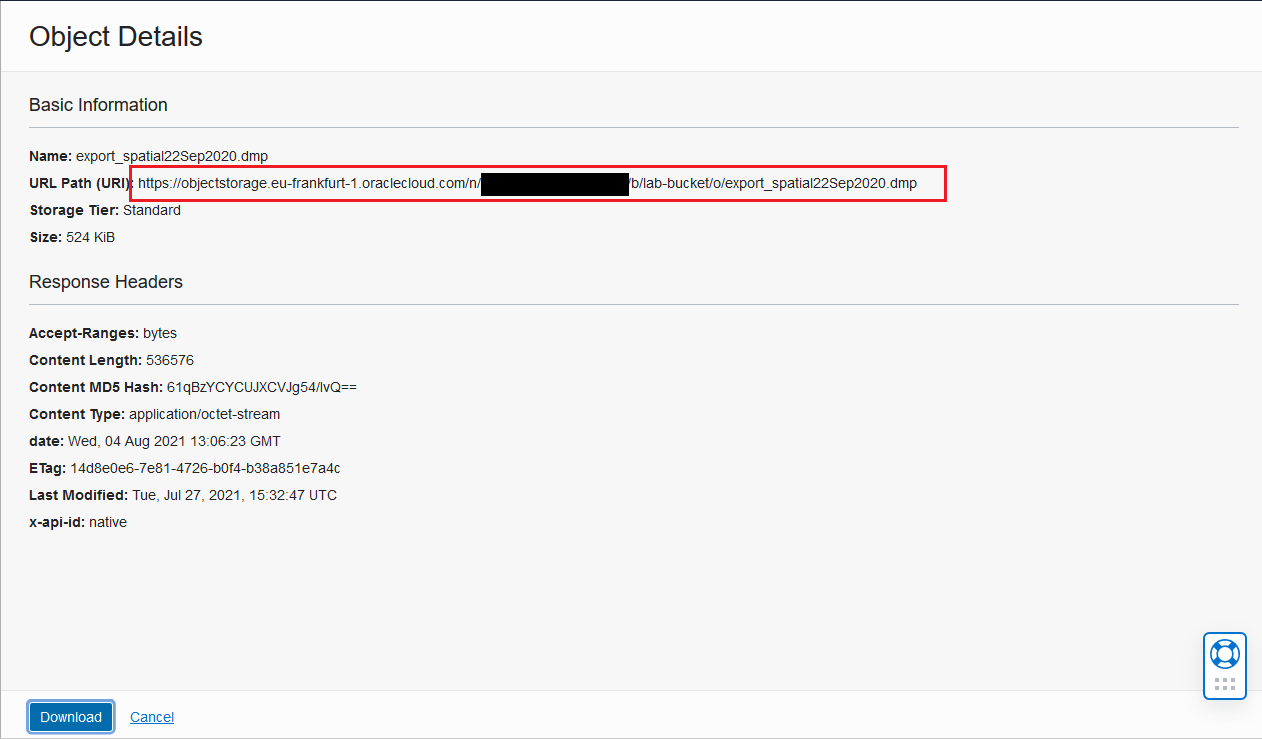 Object Details
Basic Information
Name: export_spatial22Sep2020.dmp
URL Path (URI): https://objectstorage.eu-frankfurt-1.oraclecloud.com/n/ /b/lab-bucket/o/export_spatial22Sep2020.dmp
Storage Tier: Standard
Size: 524 KiB
Response Headers
Accept-Ranges: bytes
Content Length: 536576
Content MD5 Hash: 61qBzYCYCUJXCVJg54/lvQ==
Content Type: application/octet-stream
date: Wed, 04 Aug 2021 13:06:23 GMT
ETag: 14d8e0e6-7e81-4726-b0f4-b38a851e7a4c
Last Modified: Tue, Jul 27, 2021, 15:32:47 UTC
x-api-id: native
Download Cancel